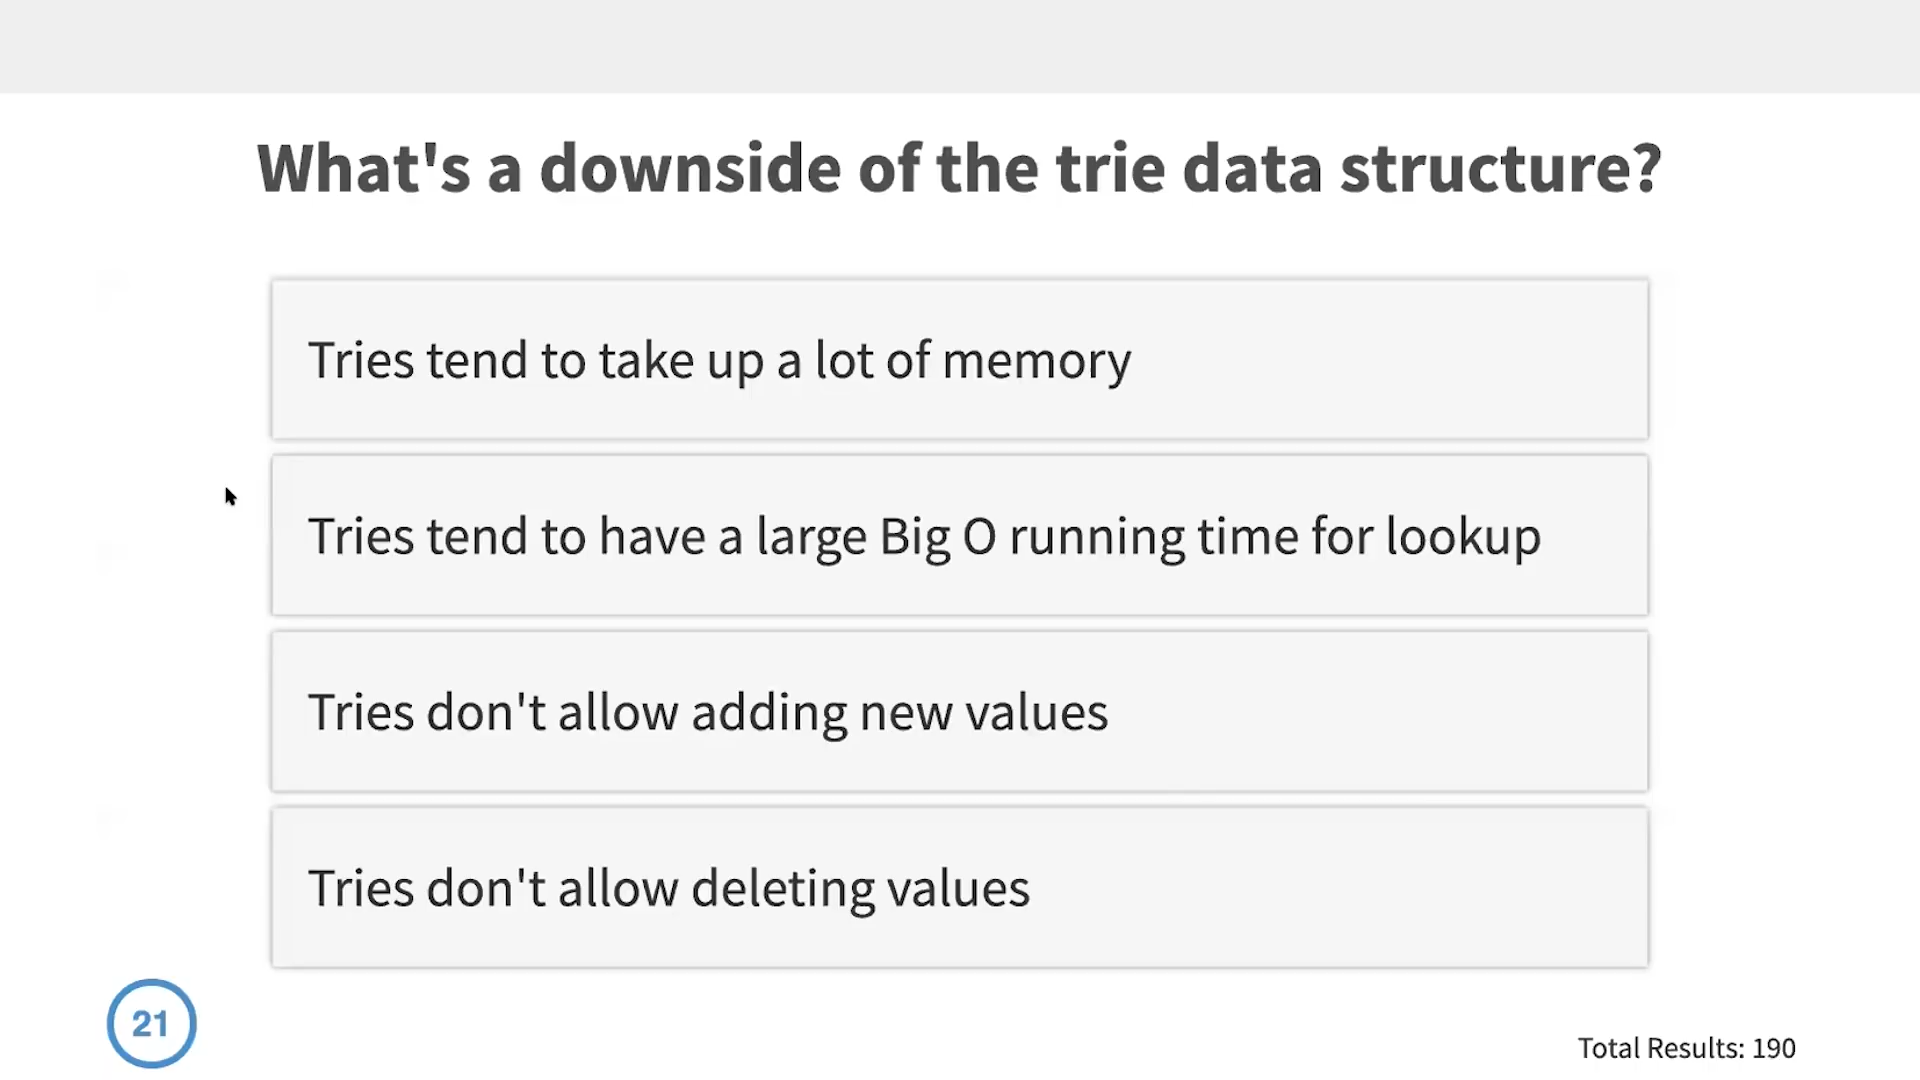 What's a downside of the trie data structure?
Tries tend to take up a lot of memory
Tries tend to have a large Big O running time for lookup
Tries don't allow adding new values
Tries don't allow deleting values
21
Total Results: 190